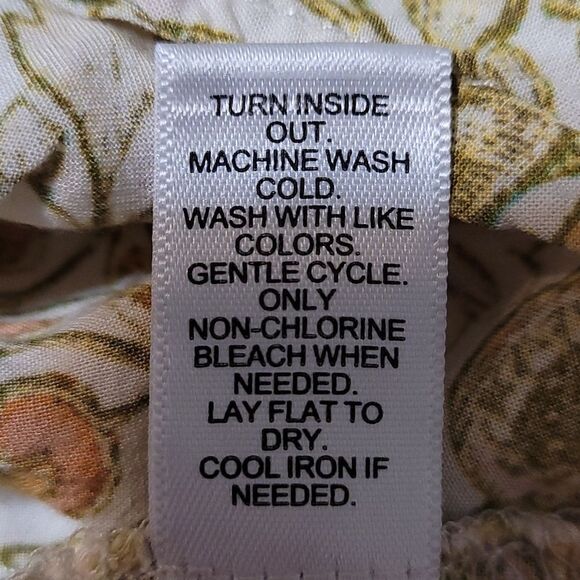 TURN INSIDE
OUT.
MACHINE WASH
COLD.
WASH WITH LIKE
COLORS.
GENTLE CYCLE.
ONLY
NON-CHLORINE
BLEACH WHEN
NEEDED.
LAY FLAT TO
DRY.
COOL IRON IF
NEEDED.